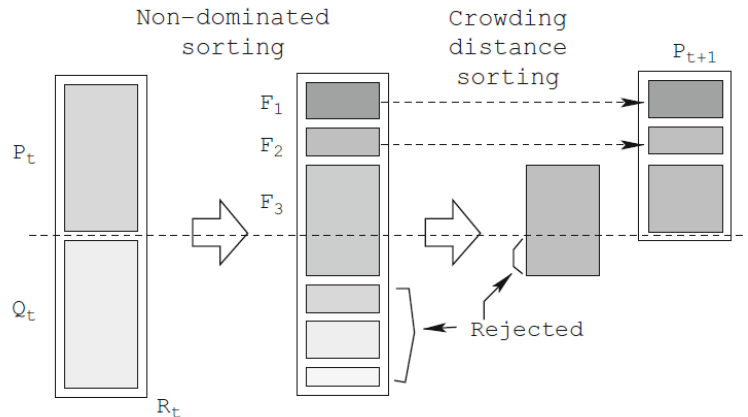 Non-dominated
sorting
Crowding
distance
sorting
P_{t+1}
P_t
F_1
F_2
F_3
Q_t
Rejected
R_t